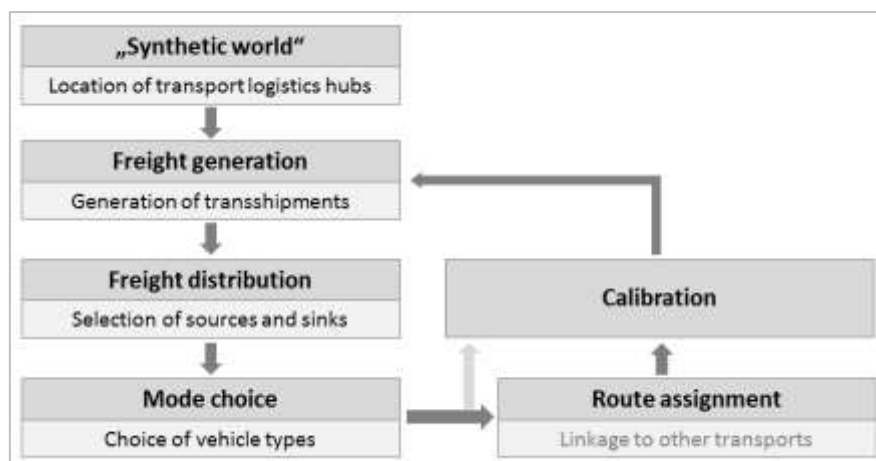 „Synthetic world“
Location of transport logistics hubs
Freight generation
Generation of transshipments
Freight distribution
Selection of sources and sinks
Calibration
Mode choice
Choice of vehicle types
Route assignment
Linkage to other transports